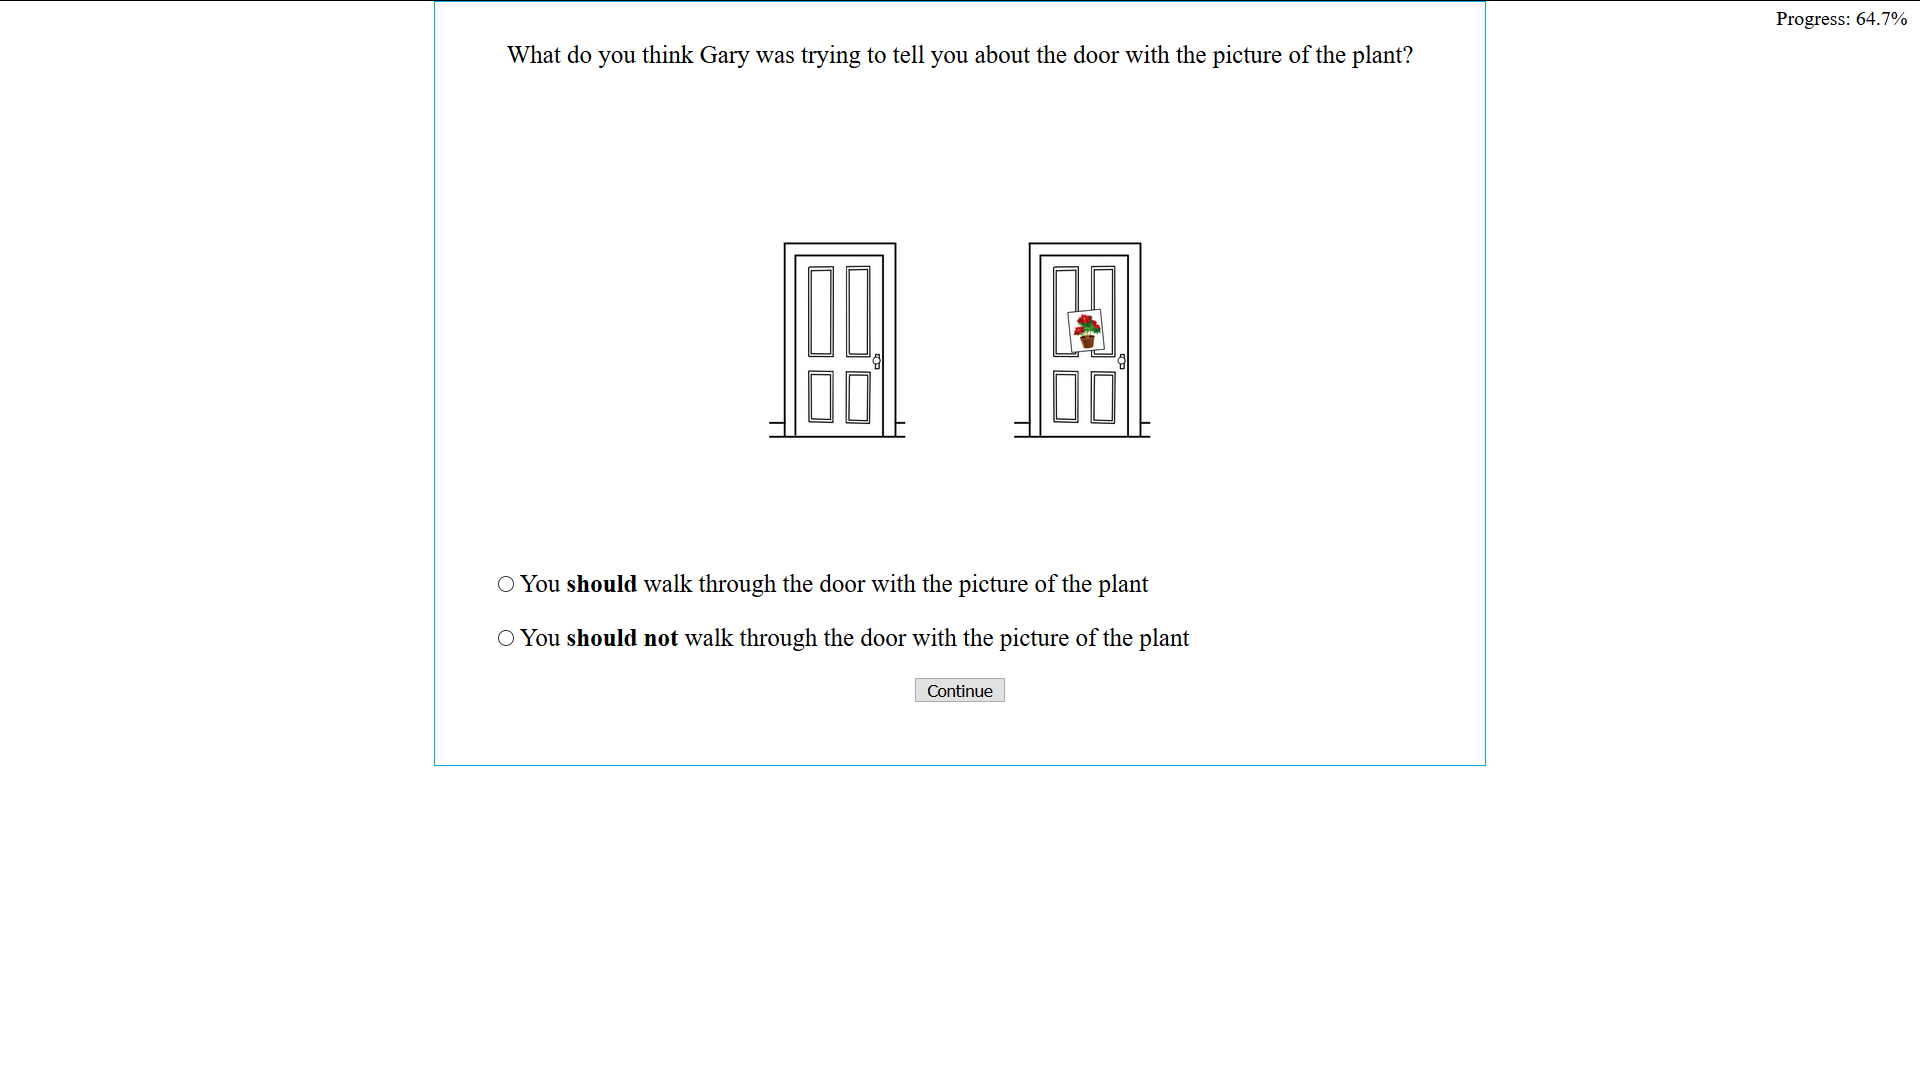 Progress: 64.7%
What do you think Gary was trying to tell you about the door with the picture of the plant?
You should walk through the door with the picture of the plant
You should not walk through the door with the picture of the plant
Continue